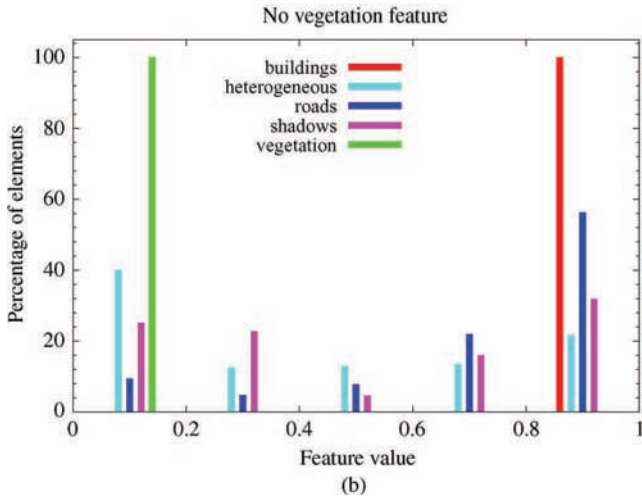 No vegetation feature
100
80
60
40
20
0
Percentage of elements
buildings
heterogeneous
roads
shadows
vegetation
0 0.2 0.4 0.6 0.8 1
Feature value
(b)